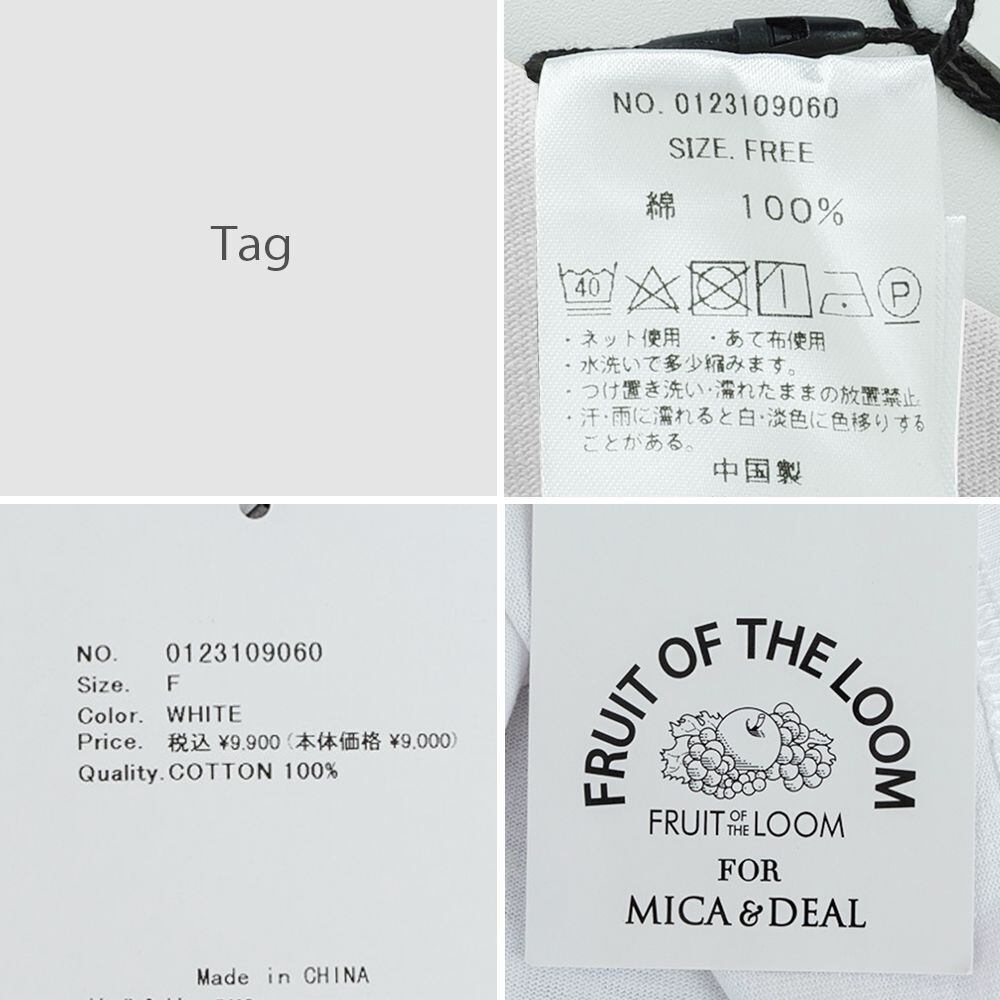 Tag
NO. 0123109060
SIZE. FREE
綿 100%
40
P
・ネット使用 ・あて布使用
・水洗いで多少縮みます。
・つけ置き洗い・濡れたままの放置禁止
・汗・雨に濡れると白・淡色に色移りする
ことがある。
中国製
NO. 0123109060
Size. F
Color. WHITE
Price. 税込 ¥9,900 (本体価格 ¥9,000)
Quality. COTTON 100%
Made in CHINA
FRUIT OF THE LOOM
FRUIT OF THE LOOM
FOR
MICA & DEAL